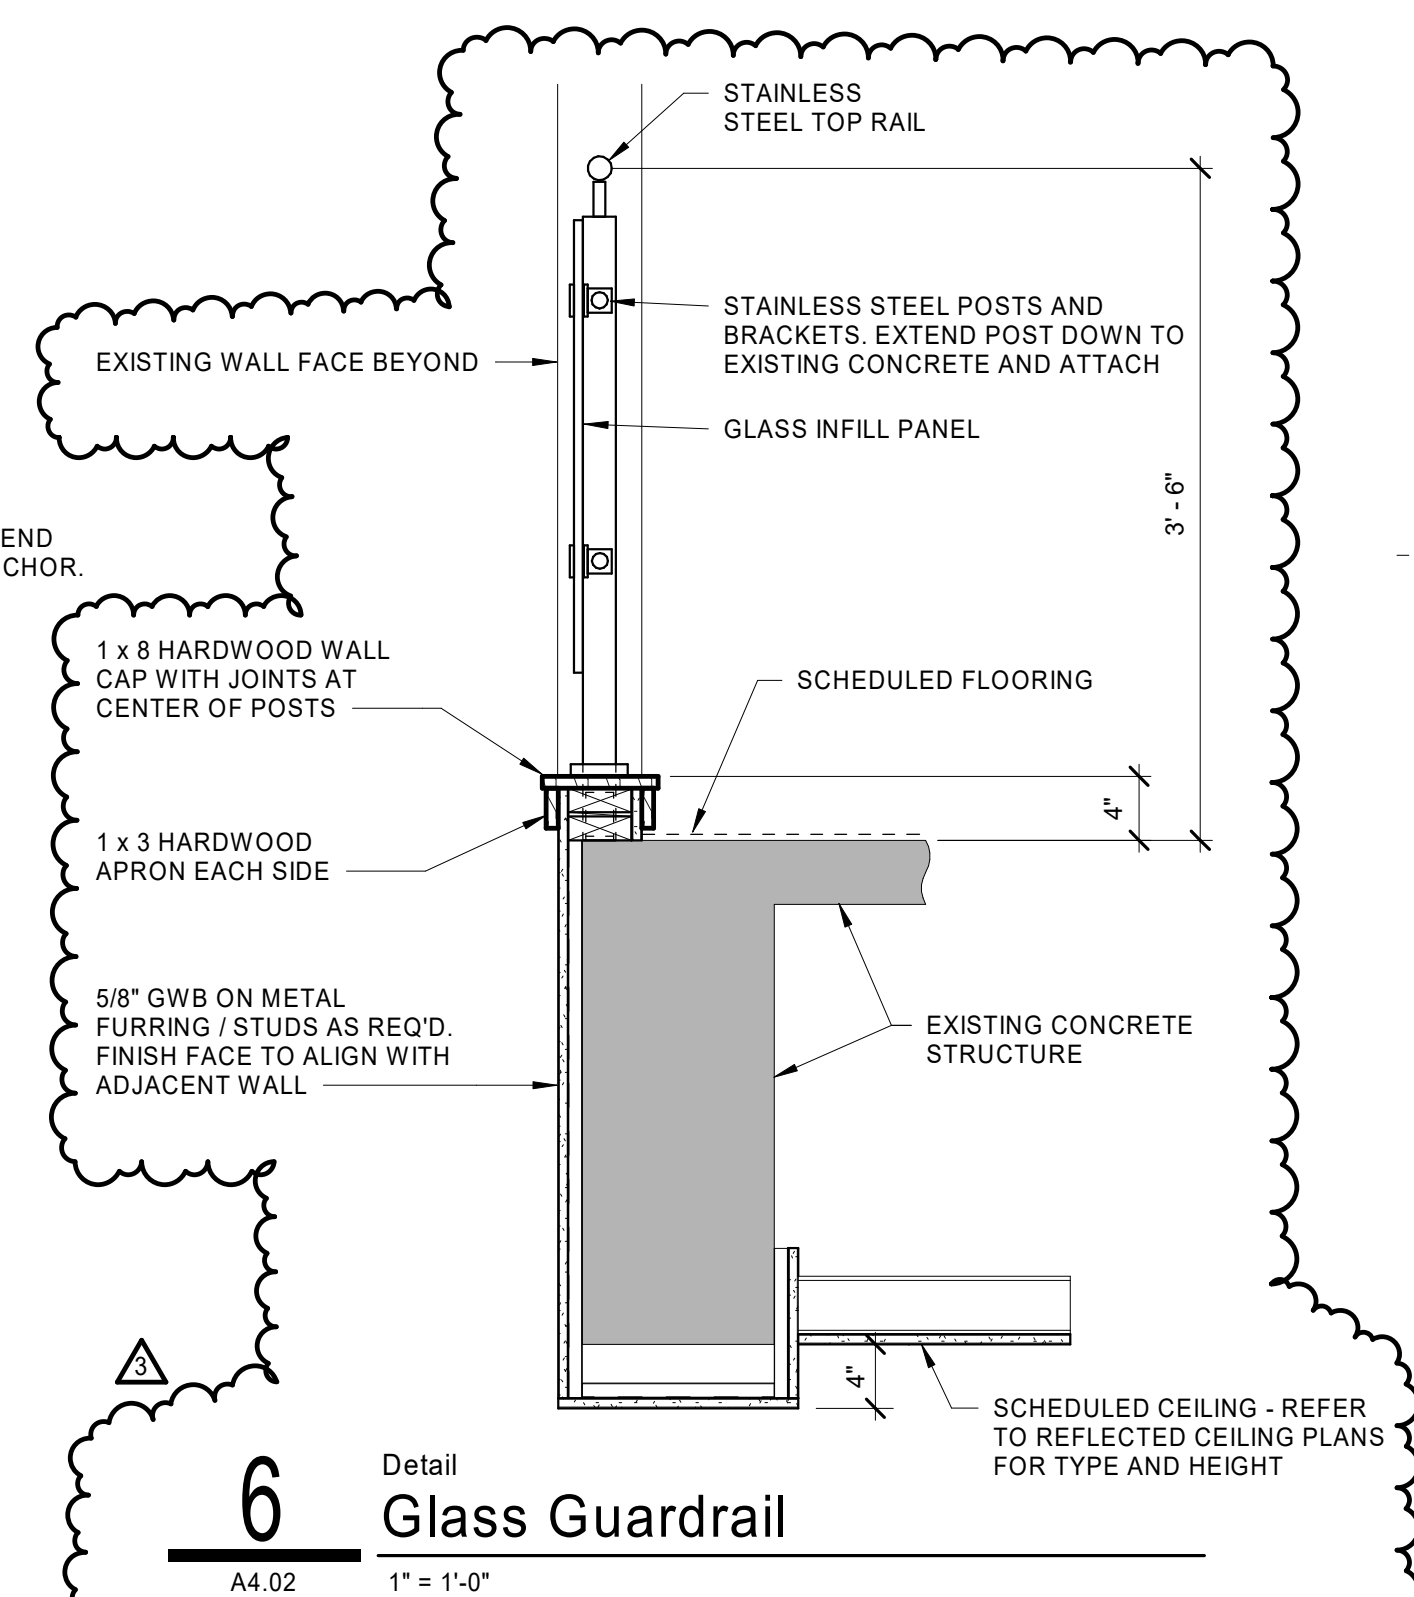 STAINLESS
STEEL TOP RAIL
STAINLESS STEEL POSTS AND
BRACKETS. EXTEND POST DOWN TO
EXISTING CONCRETE AND ATTACH
EXISTING WALL FACE BEYOND
GLASS INFILL PANEL
3' - 6"
END
CHOR.
1 x 8 HARDWOOD WALL
CAP WITH JOINTS AT
CENTER OF POSTS
SCHEDULED FLOORING
4"
1 x 3 HARDWOOD
APRON EACH SIDE
5/8" GWB ON METAL
FURRING / STUDS AS REQ'D.
FINISH FACE TO ALIGN WITH
ADJACENT WALL
EXISTING CONCRETE
STRUCTURE
3
4"
SCHEDULED CEILING - REFER
TO REFLECTED CEILING PLANS
FOR TYPE AND HEIGHT
6
Detail
Glass Guardrail
A4.02
1" = 1'-0"